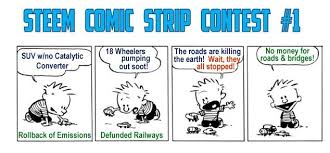 STEEM COMIC STRIP CONTEST #1
SUV w/no Catalytic
Converter
Rollback of Emissions
18 Wheelers
pumping
out soot!
Defunded Railways
The roads are killing
the earth! Wait, they
all stopped!
No money for
roads & bridges!